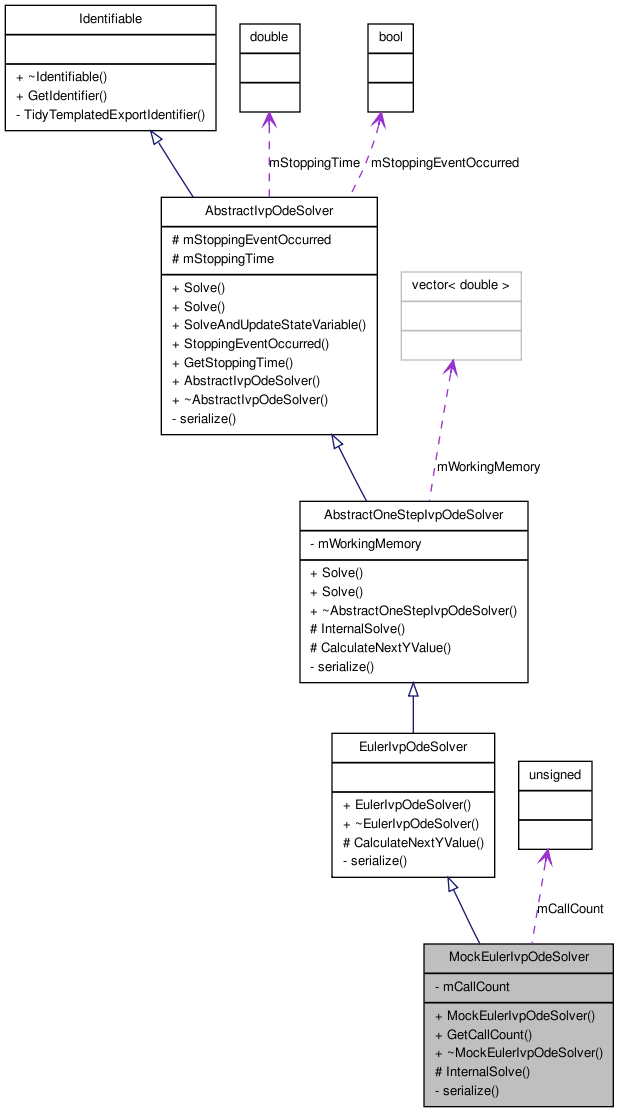 Identifiable
+ ~Identifiable()
+ GetIdentifier()
- TidyTemplatedExportIdentifier()
double
bool
mStoppingTime
mStoppingEventOccurred
AbstractIvpOdeSolver
# mStoppingEventOccurred
# mStoppingTime
+ Solve()
+ Solve()
+ SolveAndUpdateStateVariable()
+ StoppingEventOccurred()
+ GetStoppingTime()
+ AbstractIvpOdeSolver()
+ ~AbstractIvpOdeSolver()
- serialize()
vector< double >
mWorkingMemory
AbstractOneStepIvpOdeSolver
- mWorkingMemory
+ Solve()
+ Solve()
+ ~AbstractOneStepIvpOdeSolver()
# InternalSolve()
# CalculateNextYValue()
- serialize()
EulerIvpOdeSolver
+ EulerIvpOdeSolver()
+ ~EulerIvpOdeSolver()
# CalculateNextYValue()
- serialize()
unsigned
mCallCount
MockEulerIvpOdeSolver
- mCallCount
+ MockEulerIvpOdeSolver()
+ GetCallCount()
+ ~MockEulerIvpOdeSolver()
# InternalSolve()
- serialize()